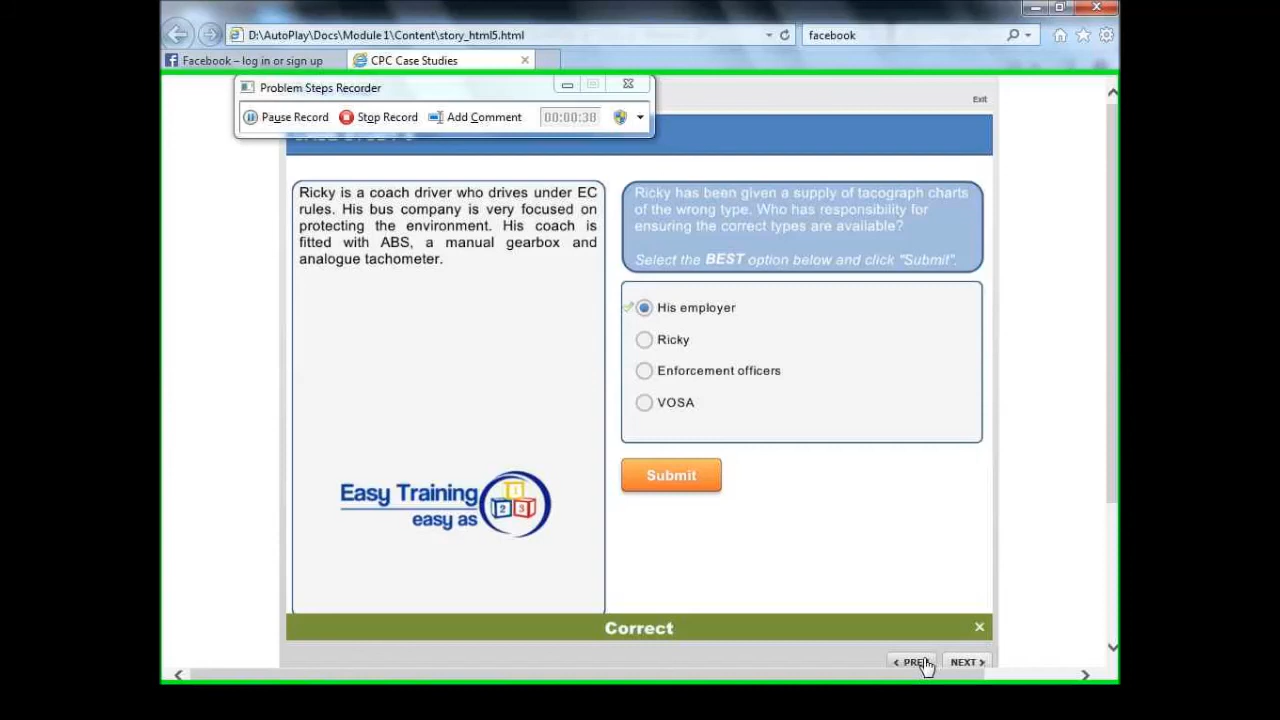 D:\AutoPlay\Docs\Module1\Content\story_html5.html
facebook
Facebook – log in or sign up
CPC Case Studies
Problem Steps Recorder
Pause Record
Stop Record
Add Comment
00:00:38
Exit
Ricky is a coach driver who drives under EC
rules. His bus company is very focused on
protecting the environment. His coach is
fitted with ABS, a manual gearbox and
analogue tachometer.
Easy Training
easy as
1
2 3
Ricky has been given a supply of tacograph charts
of the wrong type. Who has responsibility for
ensuring the correct types are available?
Select the BEST option below and click "Submit".
His employer
Ricky
Enforcement officers
VOSA
Submit
Correct
PREV
NEXT